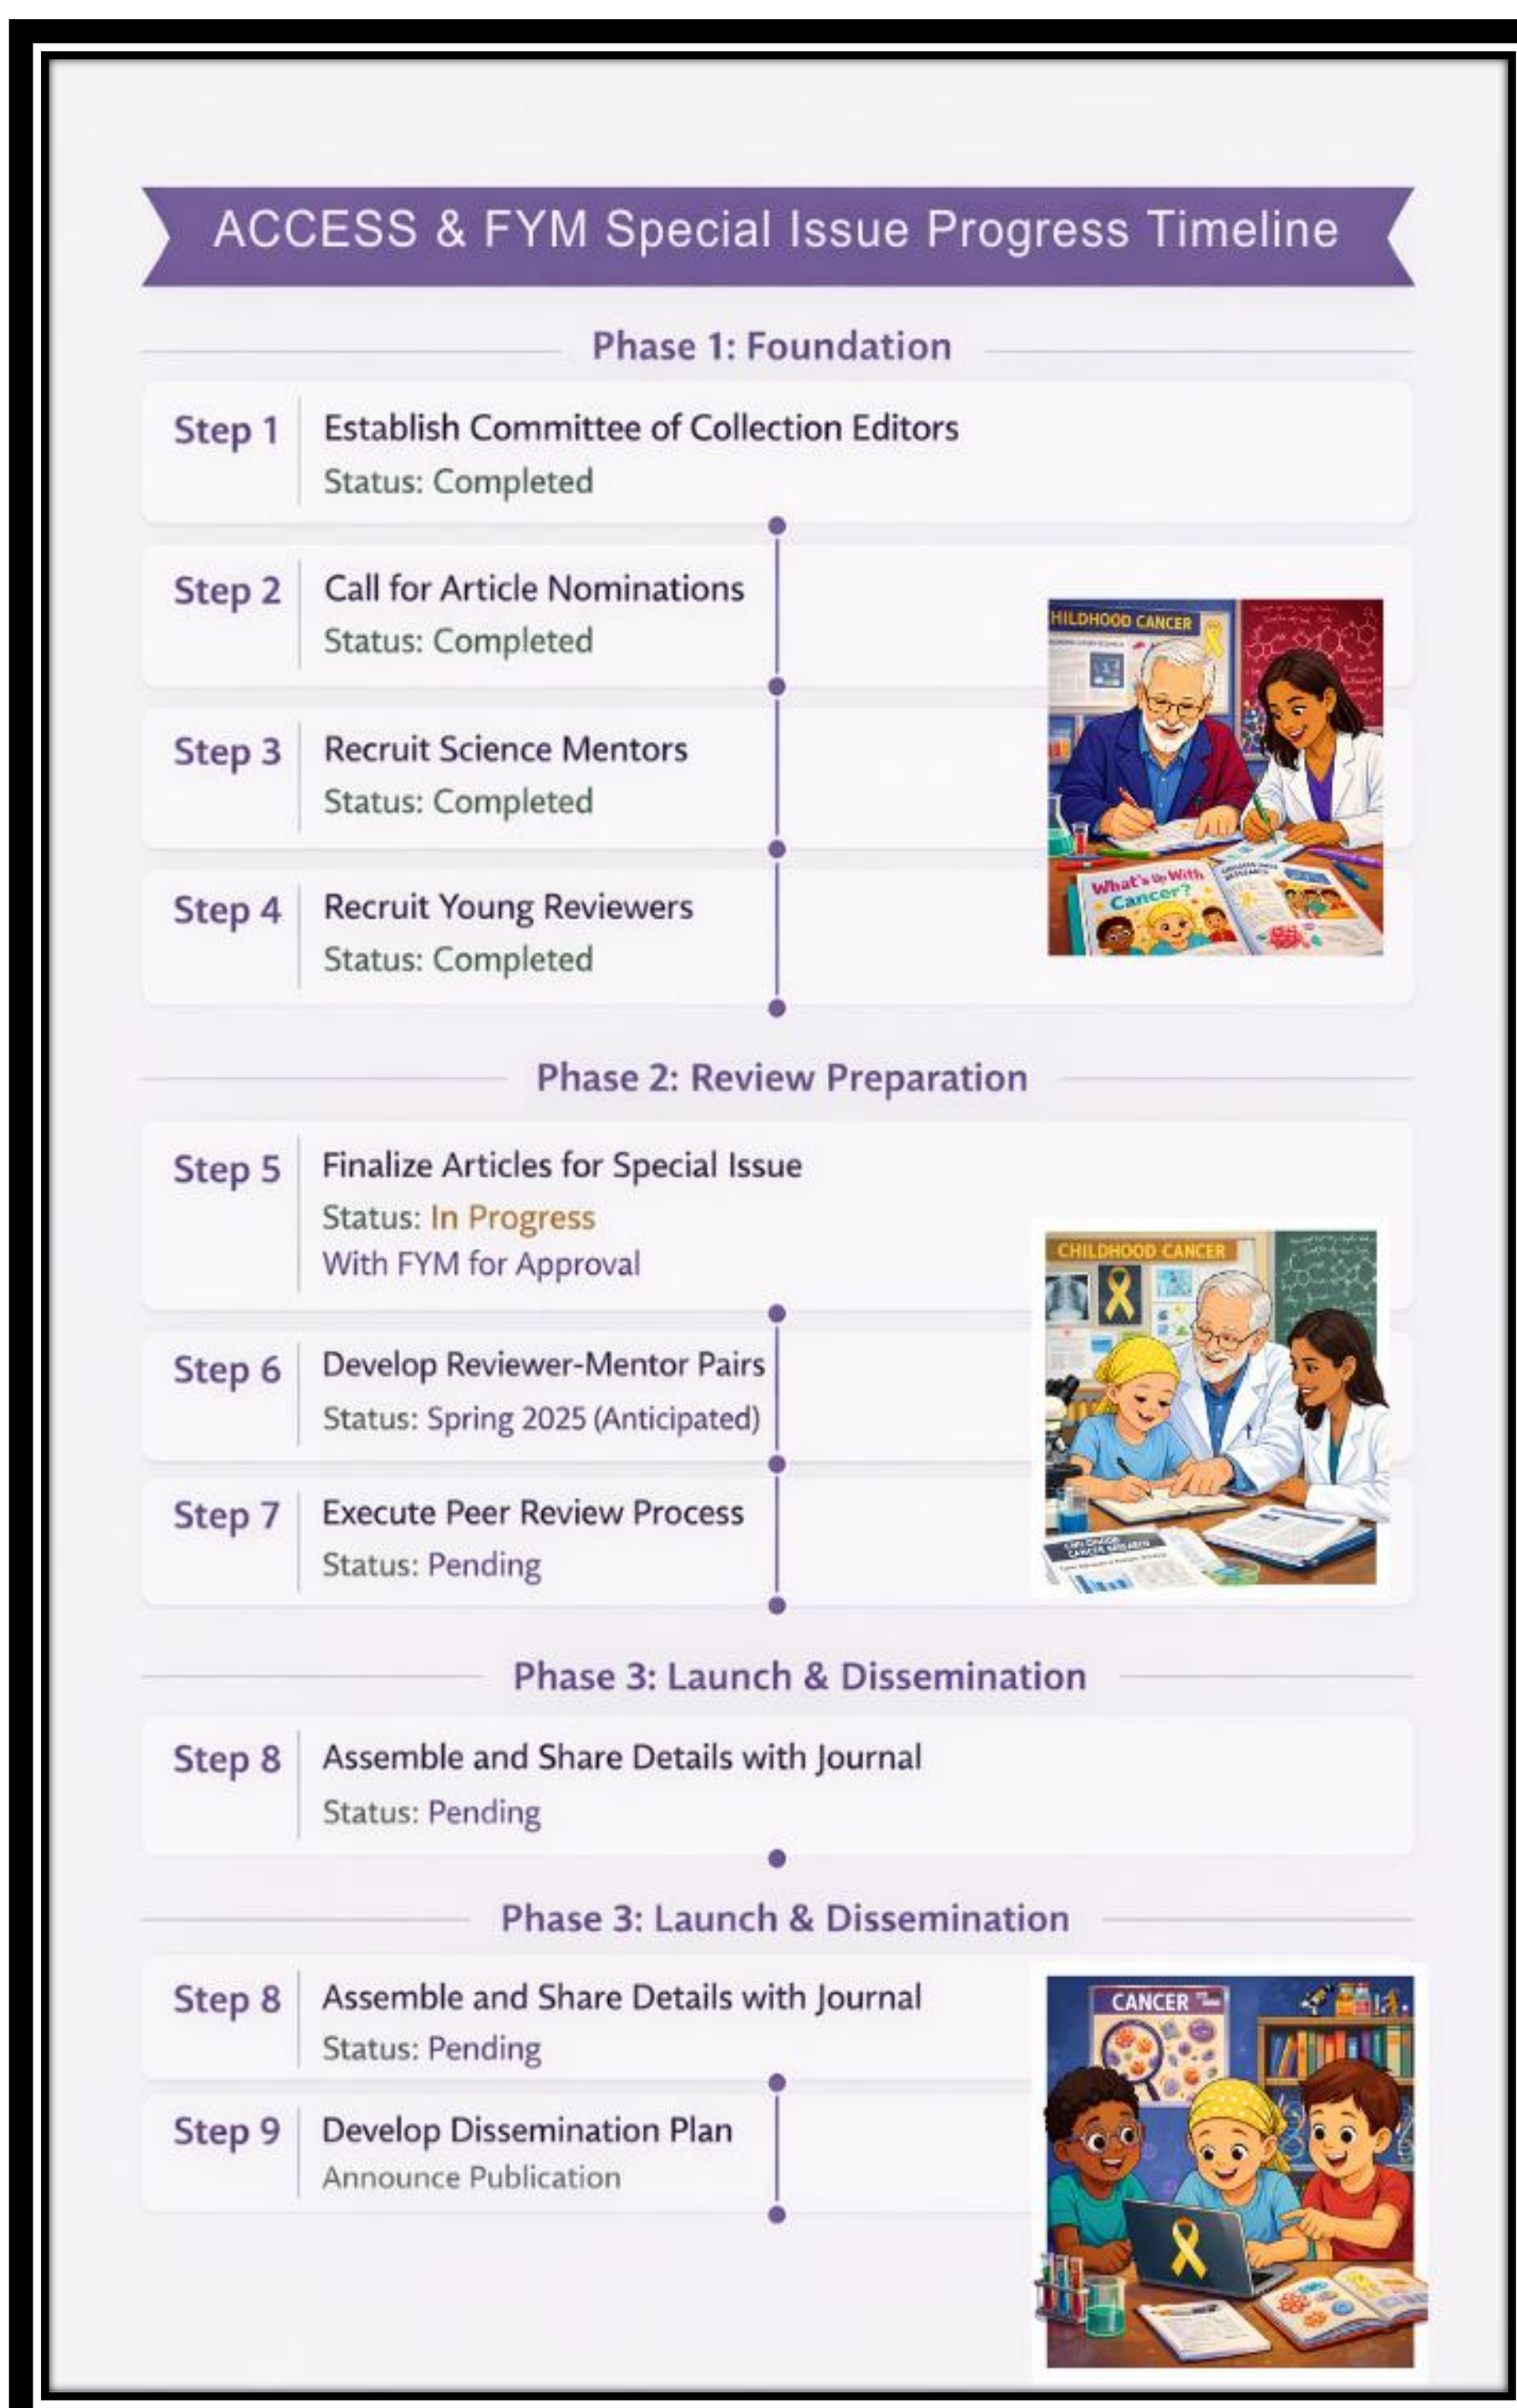 ACCESS & FYM Special Issue Progress Timeline
Phase 1: Foundation
Step 1
Establish Committee of Collection Editors
Status: Completed
Step 2
Call for Article Nominations
Status: Completed
HILDHOOD CANCER
Step 3
Recruit Science Mentors
Status: Completed
Step 4
Recruit Young Reviewers
Status: Completed
What's Up With
Cancer?
Phase 2: Review Preparation
Step 5
Finalize Articles for Special Issue
Status: In Progress
With FYM for Approval
CHILDHOOD CANCER
Step 6
Develop Reviewer-Mentor Pairs
Status: Spring 2025 (Anticipated)
Step 7
Execute Peer Review Process
Status: Pending
CANCER RESEARCH
Phase 3: Launch & Dissemination
Step 8
Assemble and Share Details with Journal
Status: Pending
Phase 3: Launch & Dissemination
Step 8
Assemble and Share Details with Journal
Status: Pending
CANCER
Step 9
Develop Dissemination Plan
Announce Publication